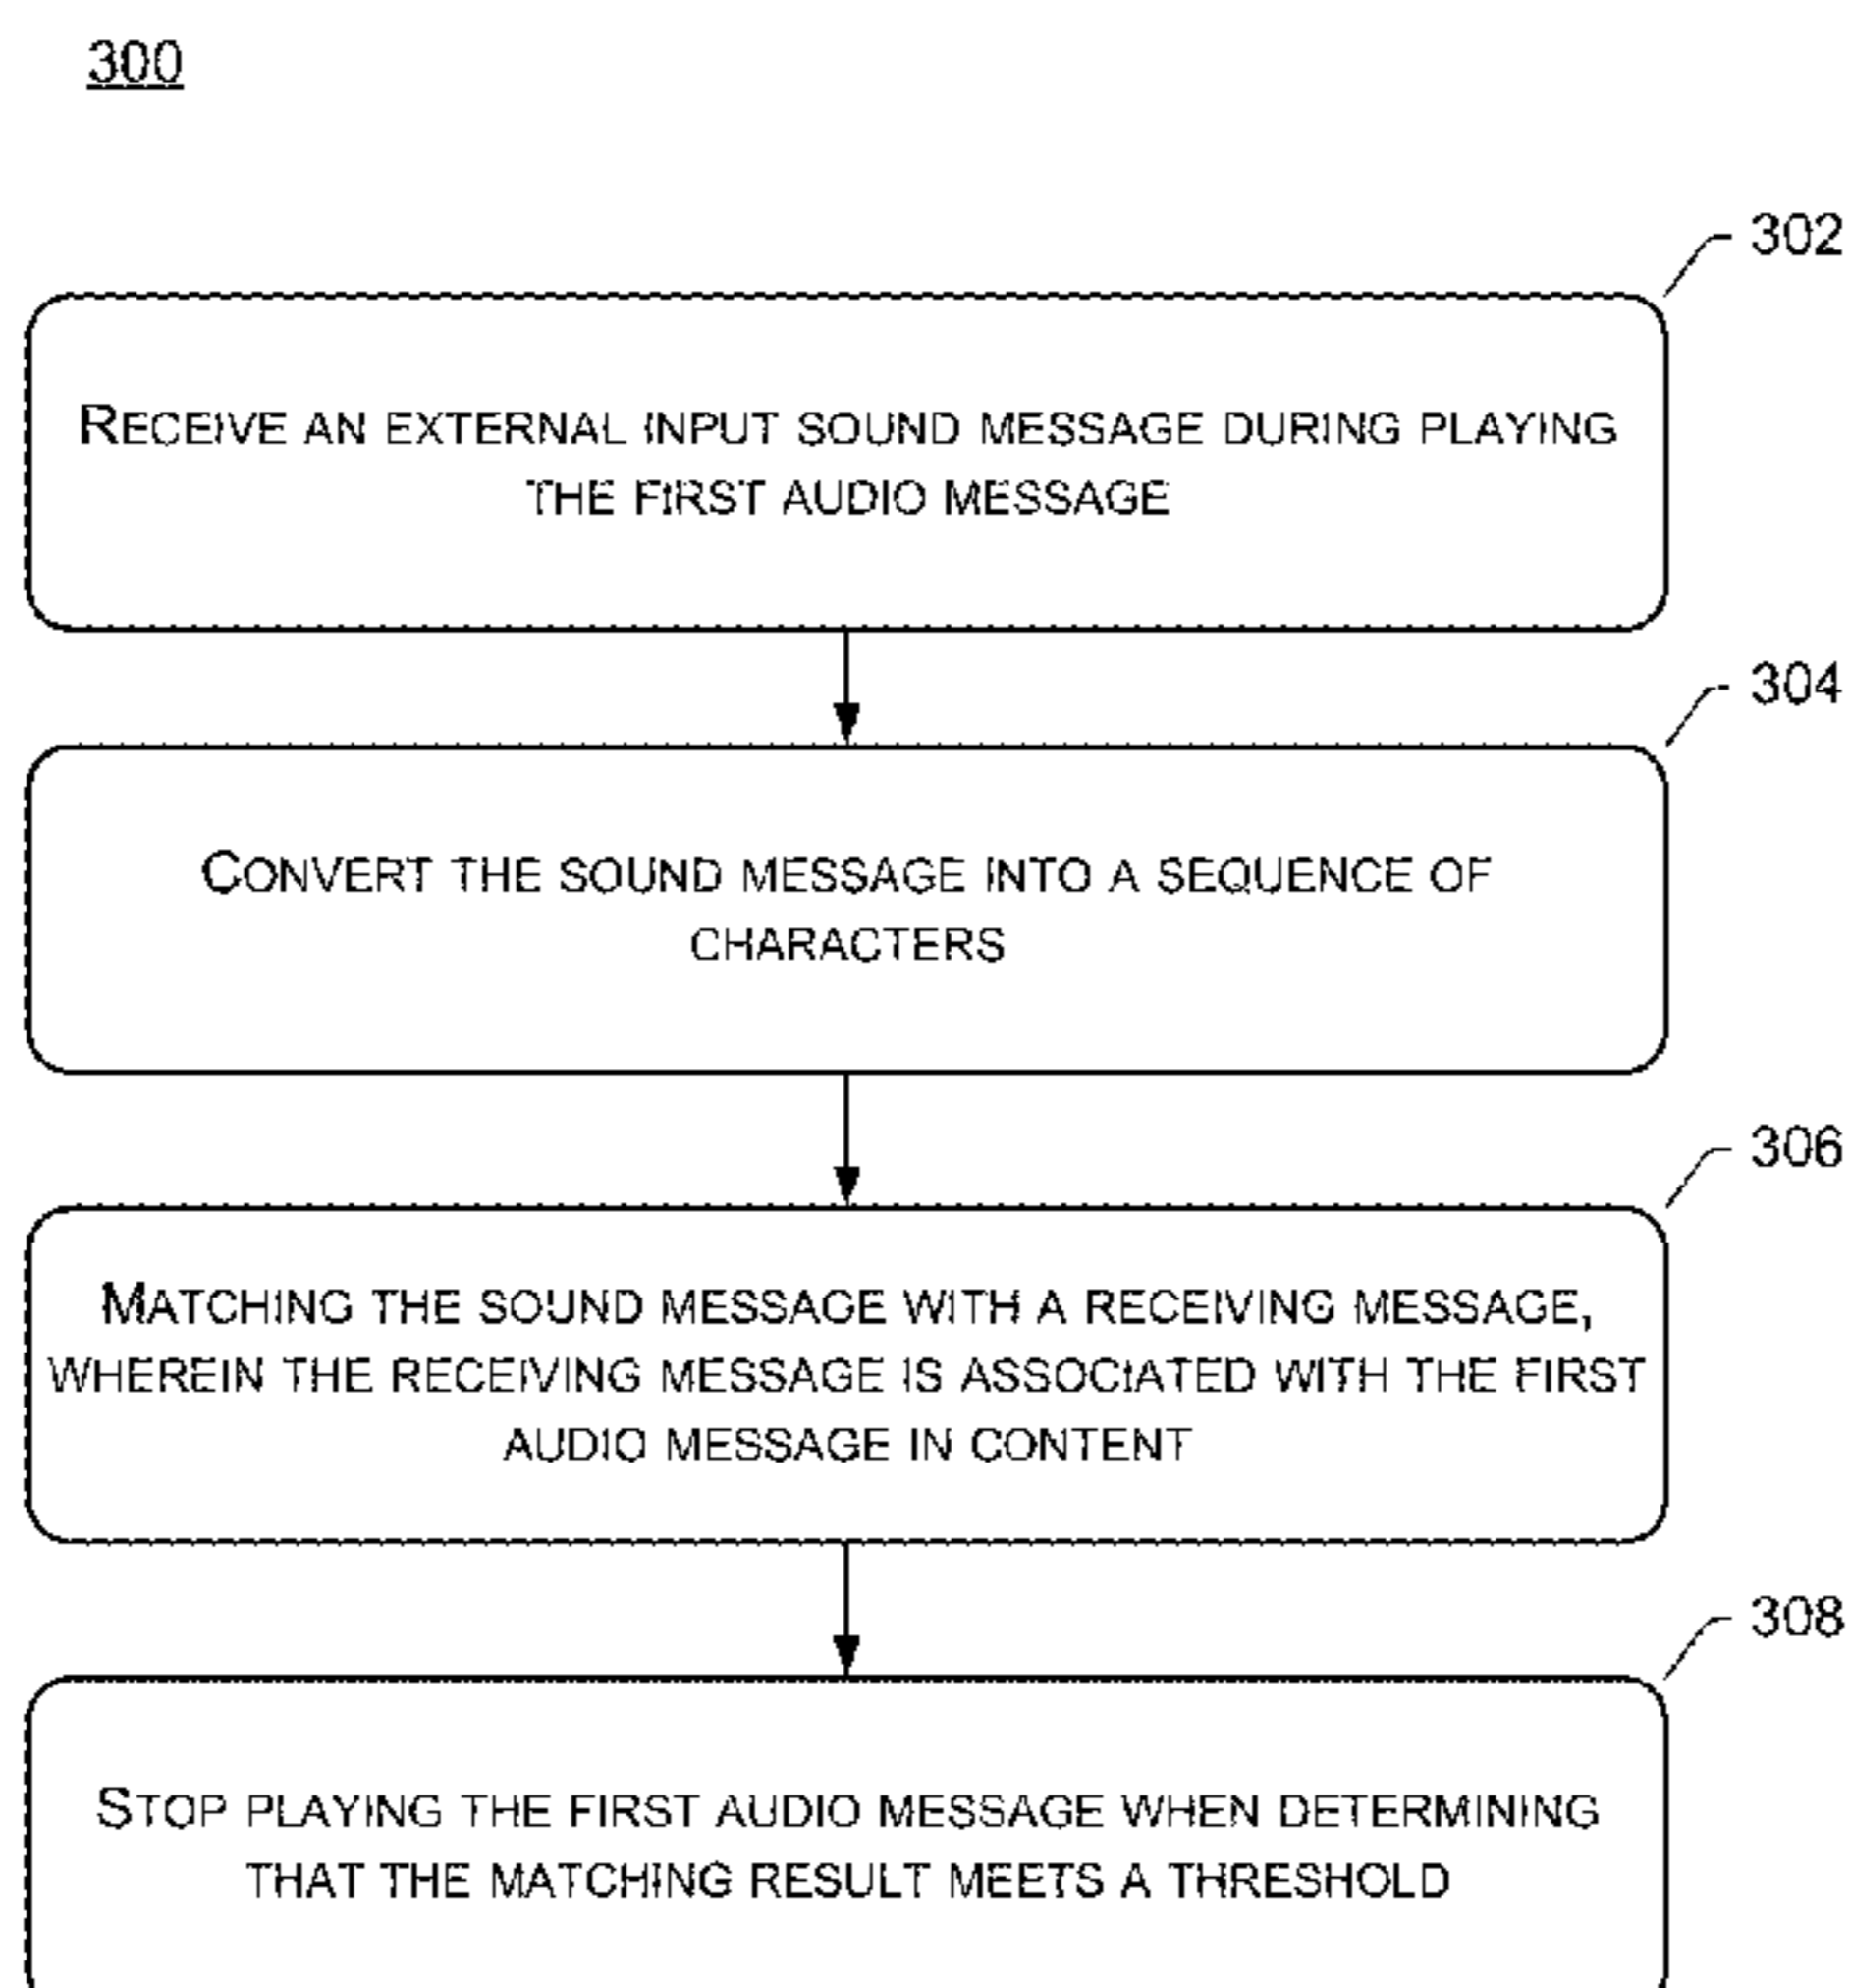 300
302
RECEIVE AN EXTERNAL INPUT SOUND MESSAGE DURING PLAYING
THE FIRST AUDIO MESSAGE
304
CONVERT THE SOUND MESSAGE INTO A SEQUENCE OF
CHARACTERS
306
MATCHING THE SOUND MESSAGE WITH A RECEIVING MESSAGE,
WHEREIN THE RECEIVING MESSAGE IS ASSOCIATED WITH THE FIRST
AUDIO MESSAGE IN CONTENT
308
STOP PLAYING THE FIRST AUDIO MESSAGE WHEN DETERMINING
THAT THE MATCHING RESULT MEETS A THRESHOLD